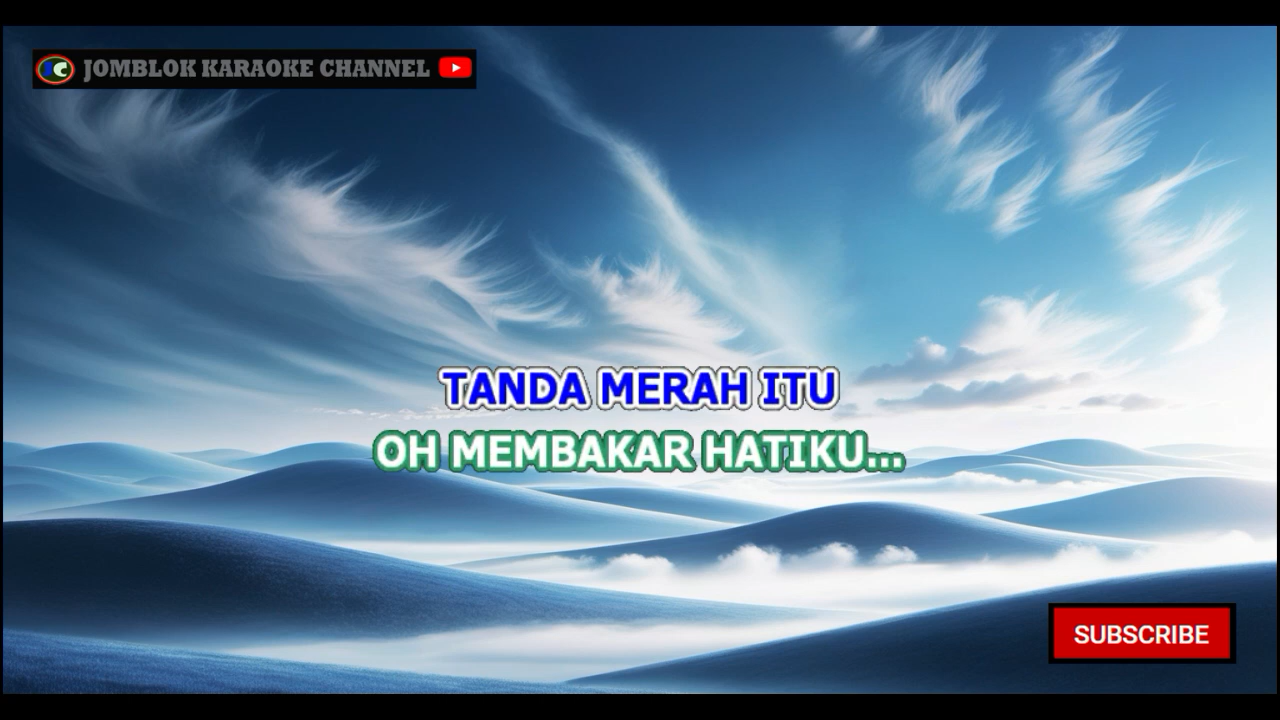 JOMBLOK KARAOKE CHANNEL
TANDA MERAH ITU
OH MEMBAKAR HATIKU...
SUBSCRIBE